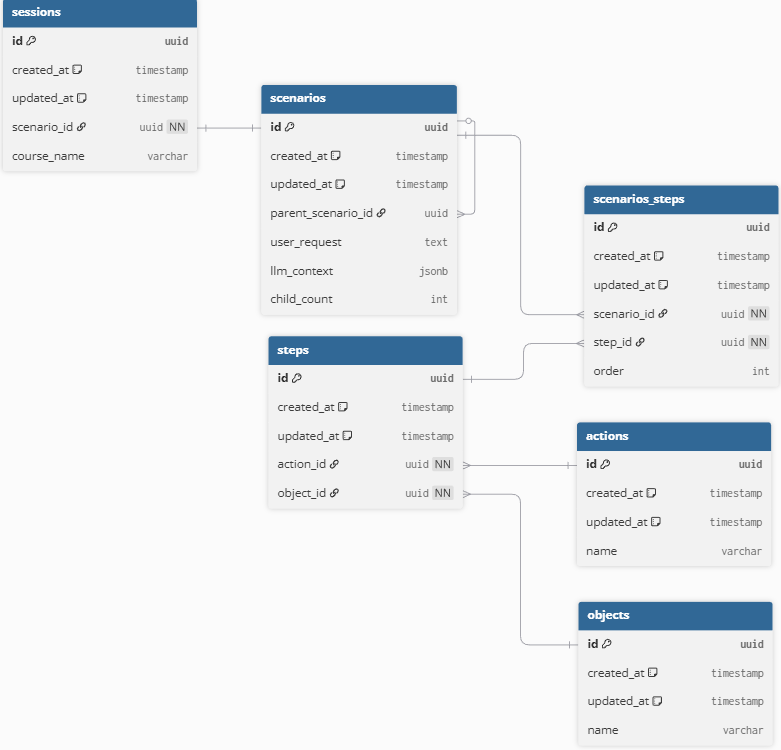 sessions
id uuid
created_at timestamp
updated_at timestamp
scenario_id uuid NN
course_name varchar
scenarios
id uuid
created_at timestamp
updated_at timestamp
parent_scenario_id uuid
user_request text
llm_context jsonb
child_count int
scenarios_steps
id uuid
created_at timestamp
updated_at timestamp
scenario_id uuid NN
step_id uuid NN
order int
steps
id uuid
created_at timestamp
updated_at timestamp
action_id uuid NN
object_id uuid NN
actions
id uuid
created_at timestamp
updated_at timestamp
name varchar
objects
id uuid
created_at timestamp
updated_at timestamp
name varchar